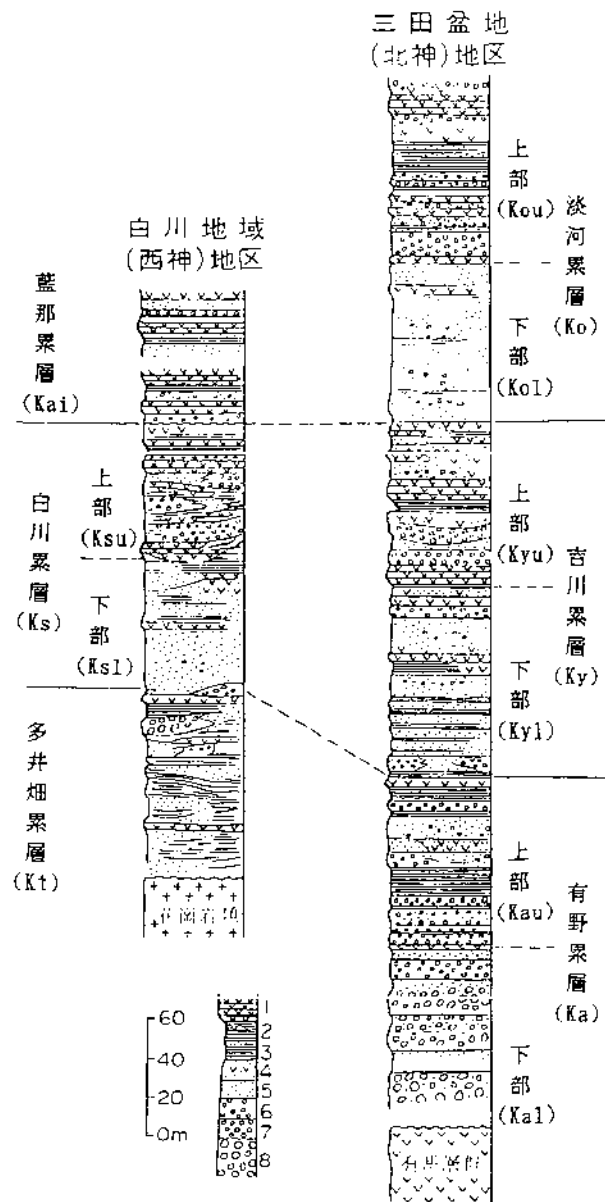 三田盆地
(北神)地区
上部
(Kou)
淡河累層
(Ko)
下部
(Kol)
上部
(Kyu)
吉川累層
(Ky)
下部
(Kyl)
上部
(Kau)
有野累層
(Ka)
下部
(Kal)
白川地域
(西神)地区
藍那累層
(Kai)
上部
(Ksu)
白川累層
(Ks)
下部
(Ksl)
多井畑累層
(Kt)
花崗岩
60
40
20
0m
1
2
3
4
5
6
7
8